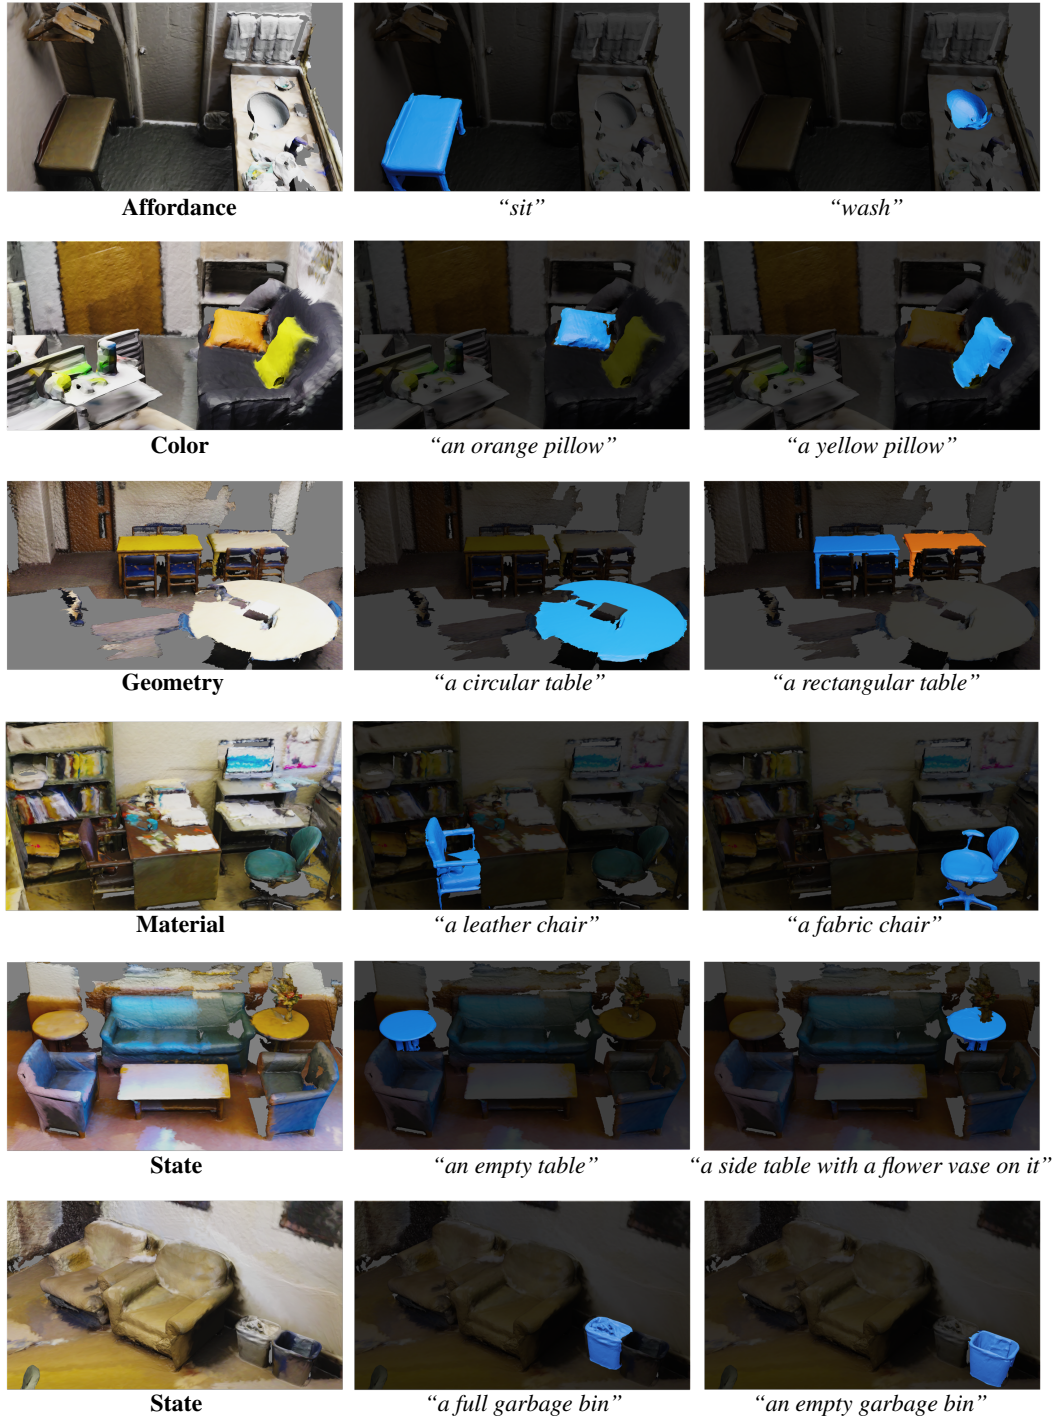 Affordance “sit” “wash”
Color “an orange pillow” “a yellow pillow”
Geometry “a circular table” “a rectangular table”
Material “a leather chair” “a fabric chair”
State “an empty table” “a side table with a flower vase on it”
State “a full garbage bin” “an empty garbage bin”